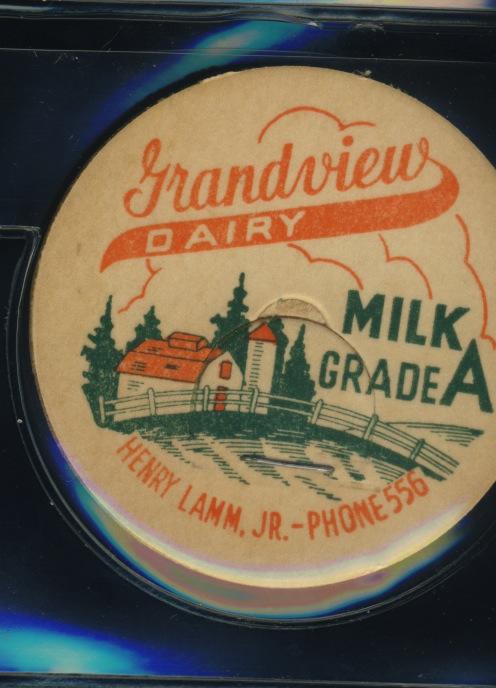 Grandview
DAIRY
MILK
GRADE A
HENRY LAMM, JR.-PHONE 556